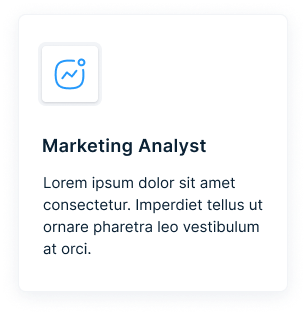 Marketing Analyst
Lorem ipsum dolor sit amet
consectetur. Imperdiet tellus ut
ornare pharetra leo vestibulum
at orci.